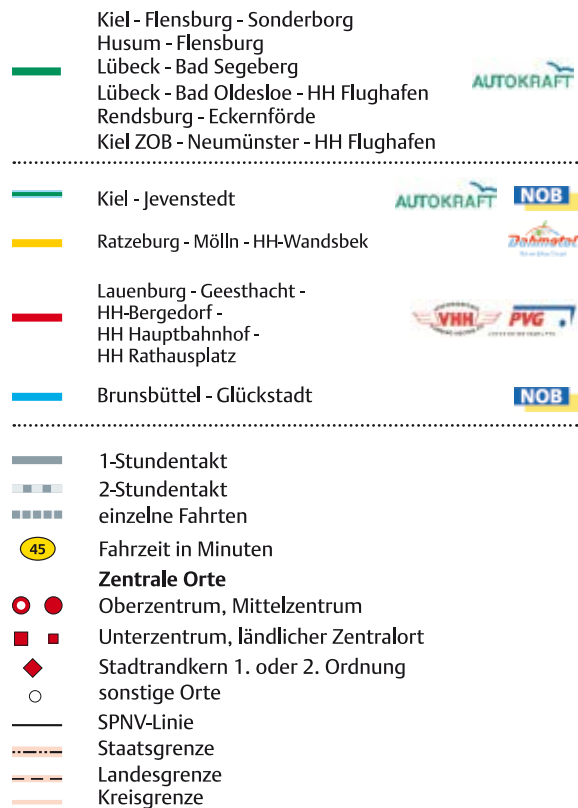 Kiel - Flensburg - Sonderborg
Husum - Flensburg
Lübeck - Bad Segeberg
Lübeck - Bad Oldesloe - HH Flughafen
Rendsburg - Eckernförde
Kiel ZOB - Neumünster - HH Flughafen
AUTOKRAFT
Kiel - Jevenstedt
AUTOKRAFT NOB
Ratzeburg - Mölln - HH-Wandsbek
Dahmetal
Lauenburg - Geesthacht -
HH-Bergedorf -
HH Hauptbahnhof -
HH Rathausplatz
VHH PVG
Brunsbüttel - Glückstadt
NOB
1-Stundentakt
2-Stundentakt
einzelne Fahrten
45 Fahrzeit in Minuten
Zentrale Orte
Oberzentrum, Mittelzentrum
Unterzentrum, ländlicher Zentralort
Stadtrandkern 1. oder 2. Ordnung
sonstige Orte
SPNV-Linie
Staatsgrenze
Landesgrenze
Kreisgrenze